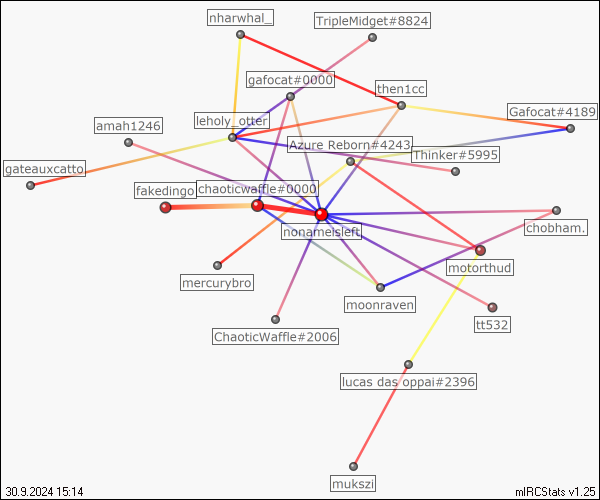 nharwhal_
TripleMidget#8824
gafocat#0000
then1cc
Gafocat#4189
leholy_otter
amah1246
Azure Reborn#4243
Thinker#5995
gateauxcatto
fakedingo
chaoticwaffle#0000
nonameisleft
chobham.
motorthud
mercurybro
moonraven
tt532
ChaoticWaffle#2006
lucas das oppai#2396
mukszi
30.9.2024 15:14
mIRCStats v1.25